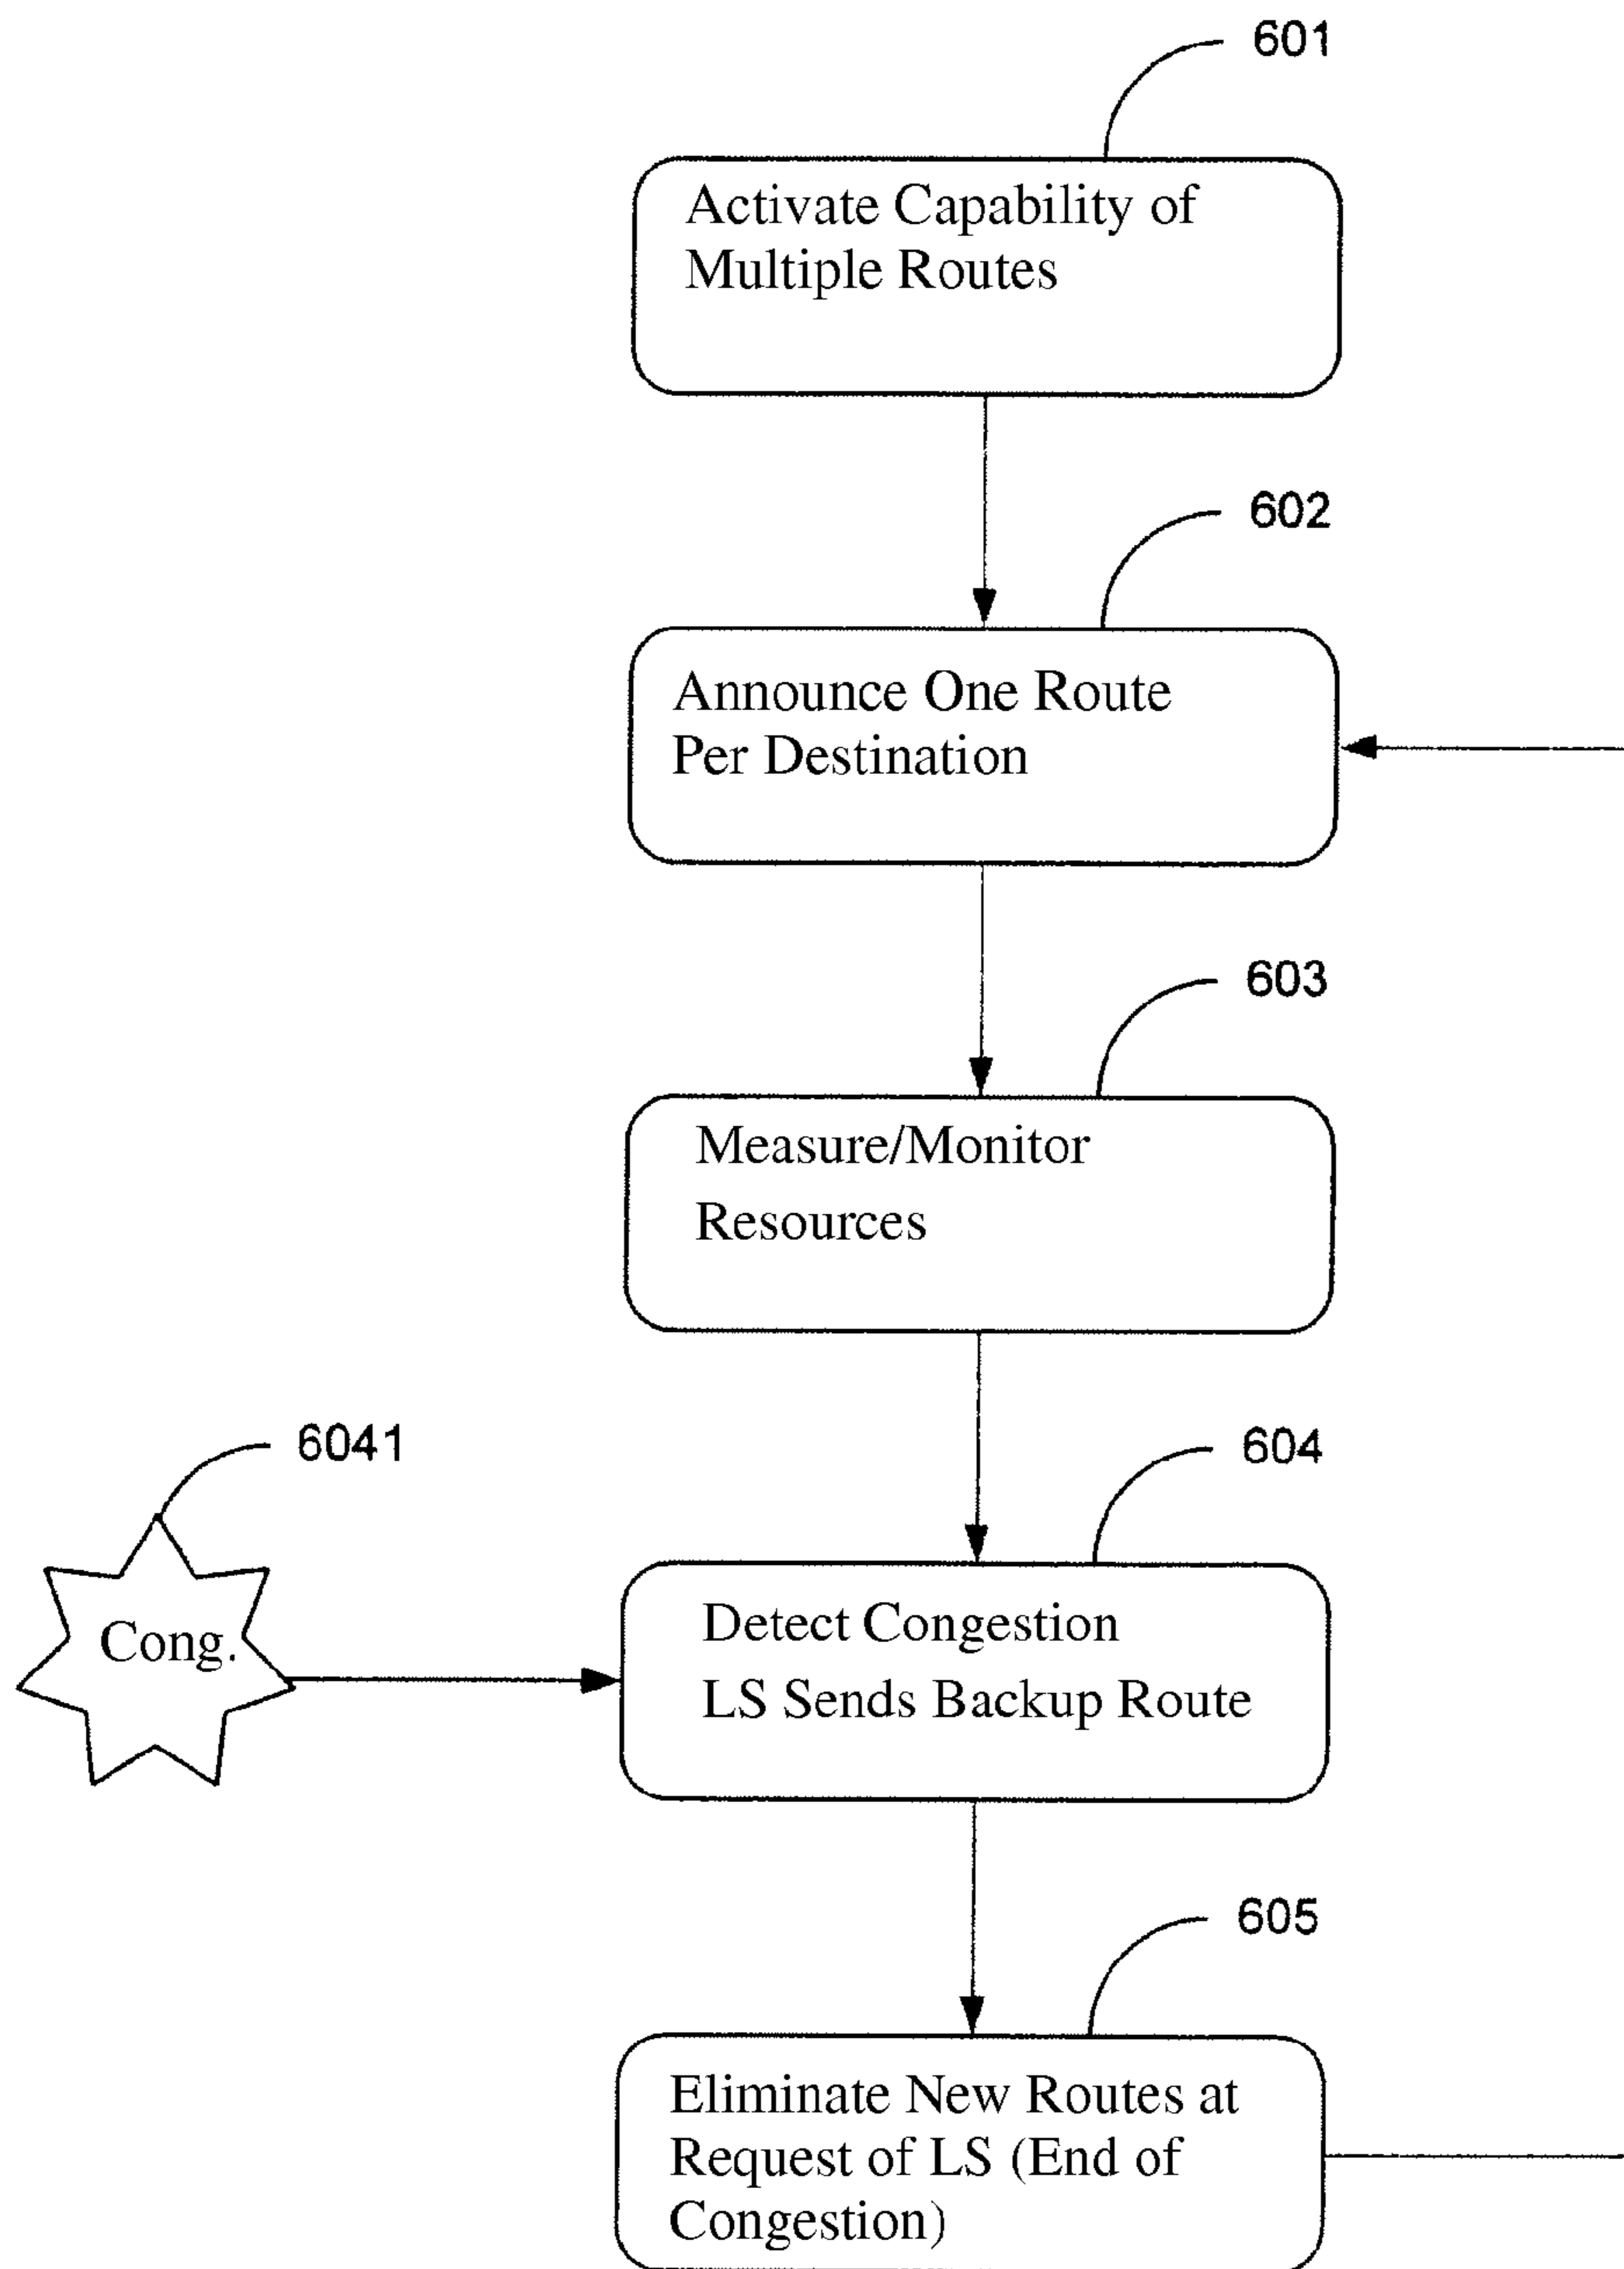 601
Activate Capability of
Multiple Routes
602
Announce One Route
Per Destination
603
Measure/Monitor
Resources
6041
604
Cong.
Detect Congestion
LS Sends Backup Route
605
Eliminate New Routes at
Request of LS (End of
Congestion)